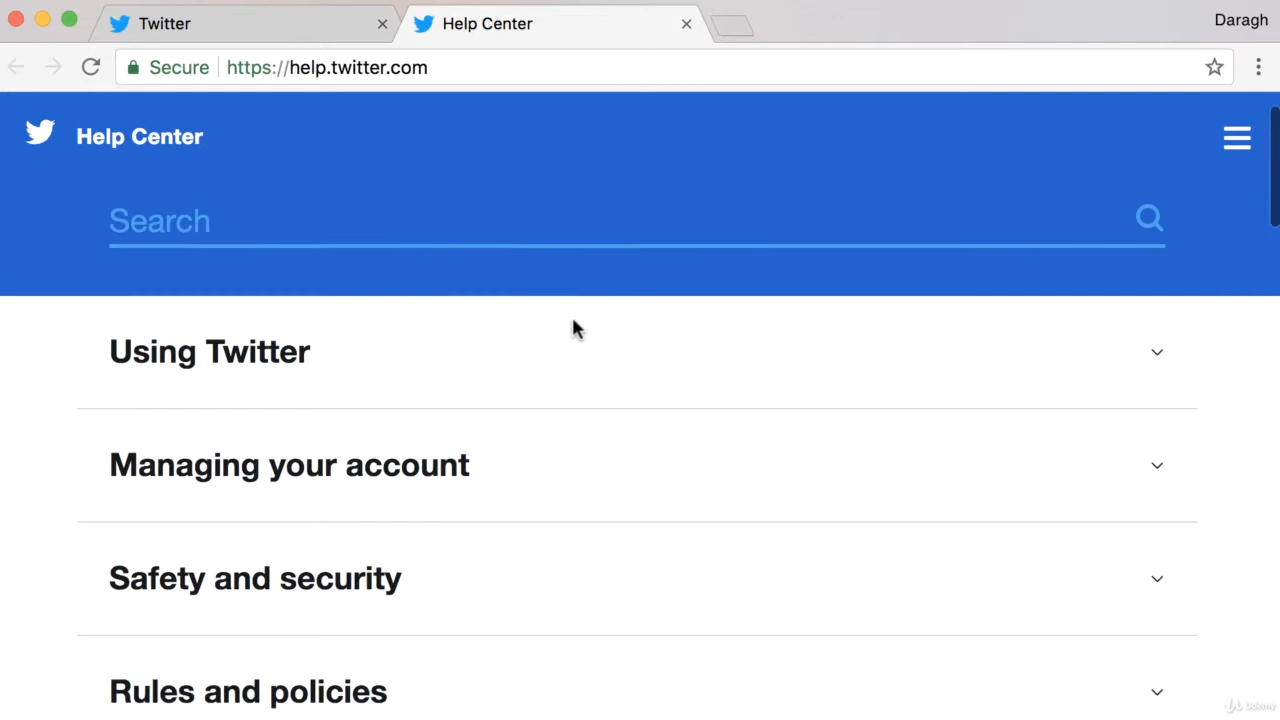 Twitter
Help Center
Daragh
Secure
https://help.twitter.com
Help Center
Search
Using Twitter
Managing your account
Safety and security
Rules and policies
Udemy